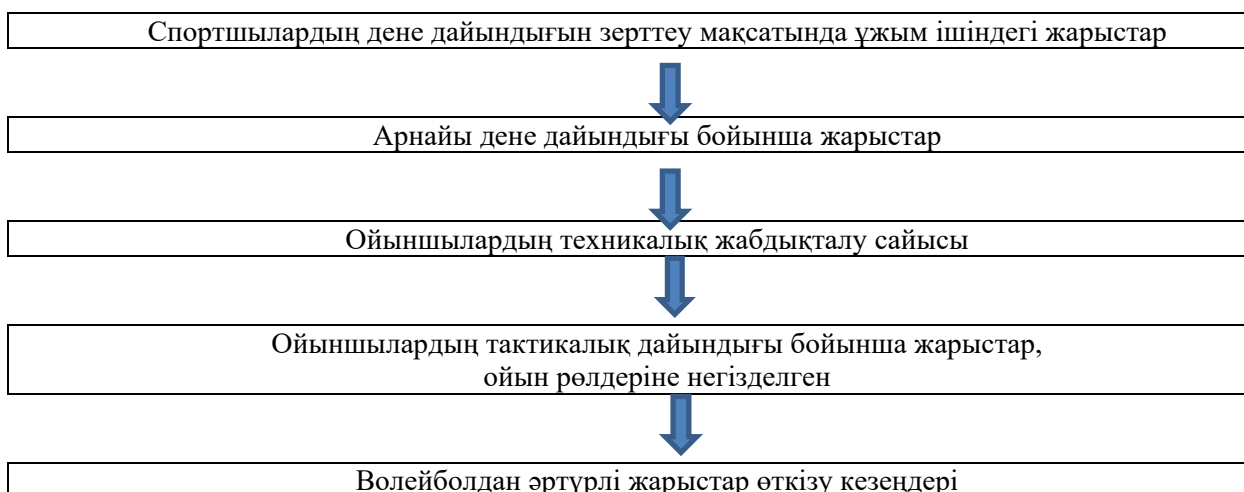 Спортшылардың дене дайындығын зерттеу мақсатында ұжым ішіндегі жарыстар
Арнайы дене дайындығы бойынша жарыстар
Ойыншылардың техникалық жабдықталу сайысы
Ойыншылардың тактикалық дайындығы бойынша жарыстар,
ойын рөлдеріне негізделген
Волейболдан әртүрлі жарыстар өткізу кезеңдері